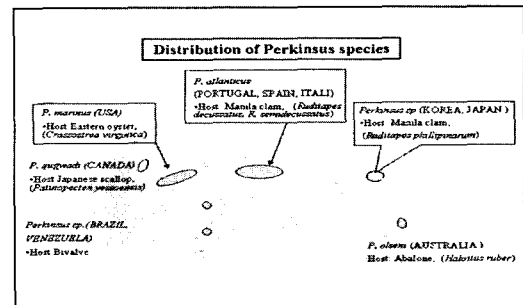 Distribution of Perkinsus species
P. atlanticus
(PORTUGAL, SPAIN, ITALI)
•Host Manila clam, (Ruditapes
decussatus, R. semidecussatus)
P. marinus (USA)
•Host Eastern oyster,
(Crassostrea virginica)
Perkinsus sp (KOREA, JAPAN )
•Host Manila clam,
(Ruditapes philipinarum)
P. qugwadi (CANADA)
•Host Japanese scallop,
(Patinopecten yessoensis)
Perkinsus sp. (BRAZIL,
VENEZUELA)
•Host Bivalve
P. olseni (AUSTRALIA )
Host: Abalone, (Haliotus ruber)